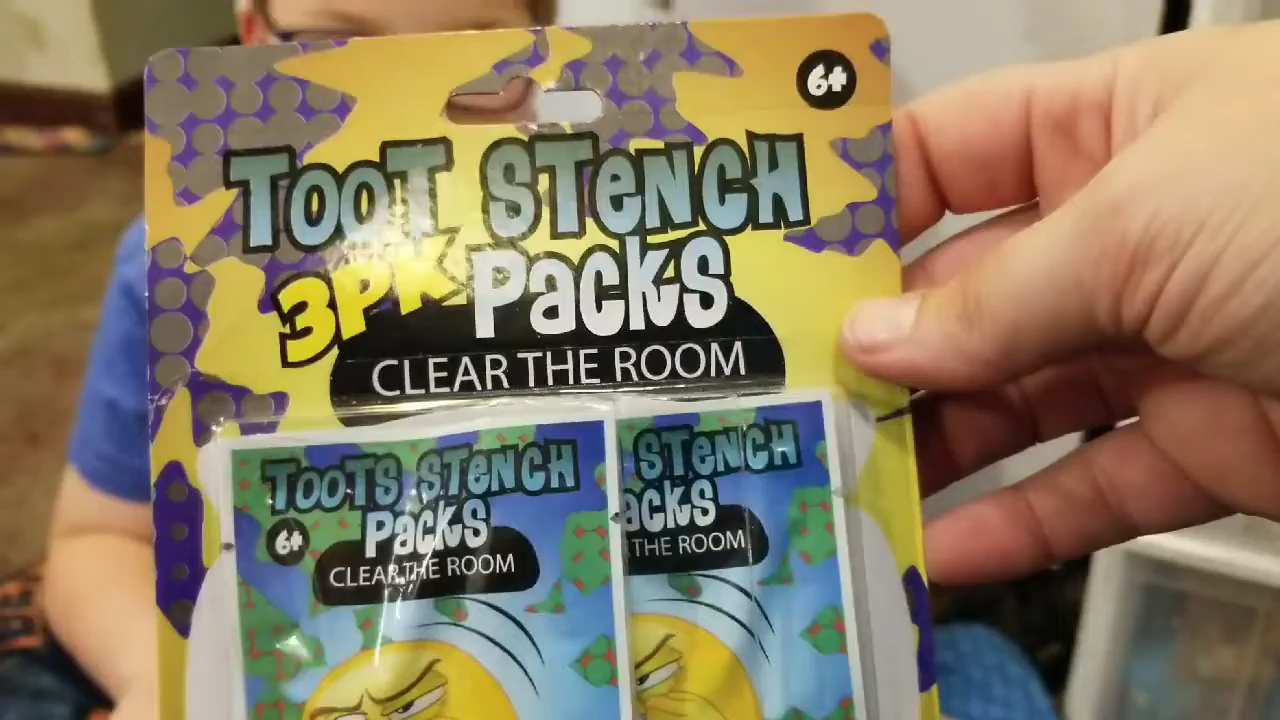 6+
TOOT STENCH
3PK PACKS
CLEAR THE ROOM
TOOTS STENCH
PACKS
6+
CLEAR THE ROOM
STENCH
ACKS
THE ROOM